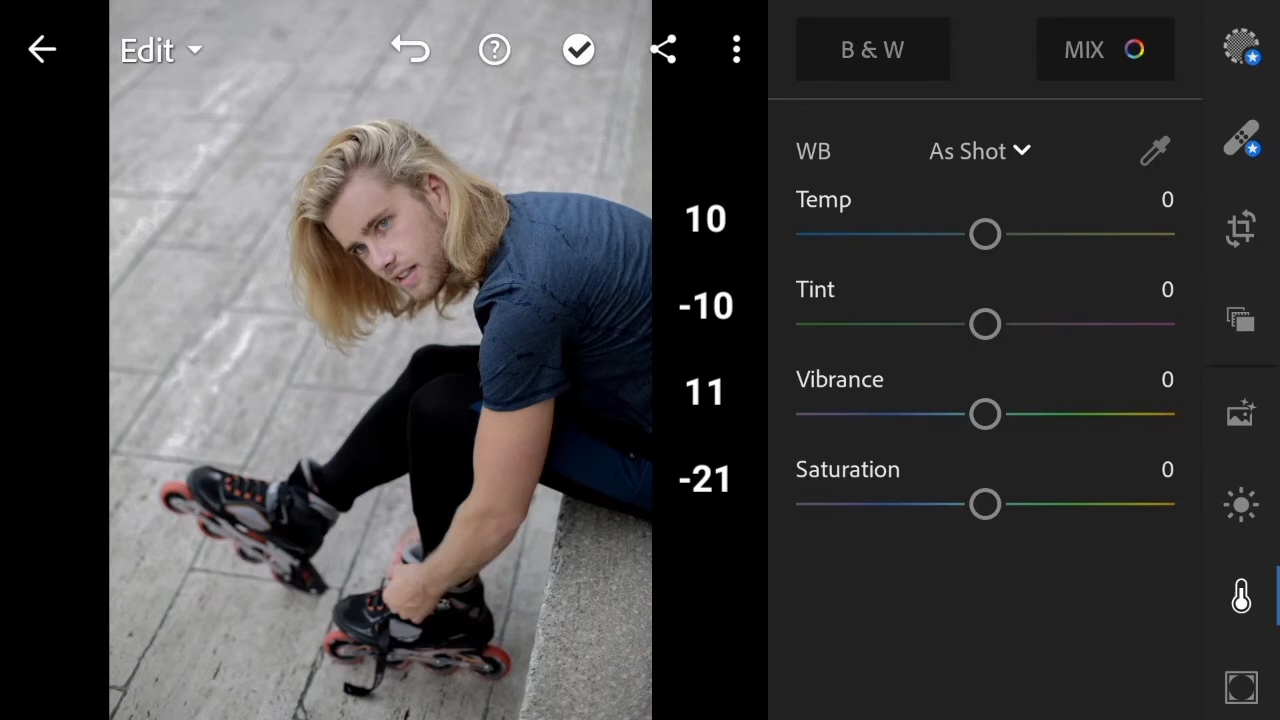 Edit
B & W
MIX
WB
As Shot
Temp
0
10
Tint
0
-10
Vibrance
0
11
Saturation
0
-21